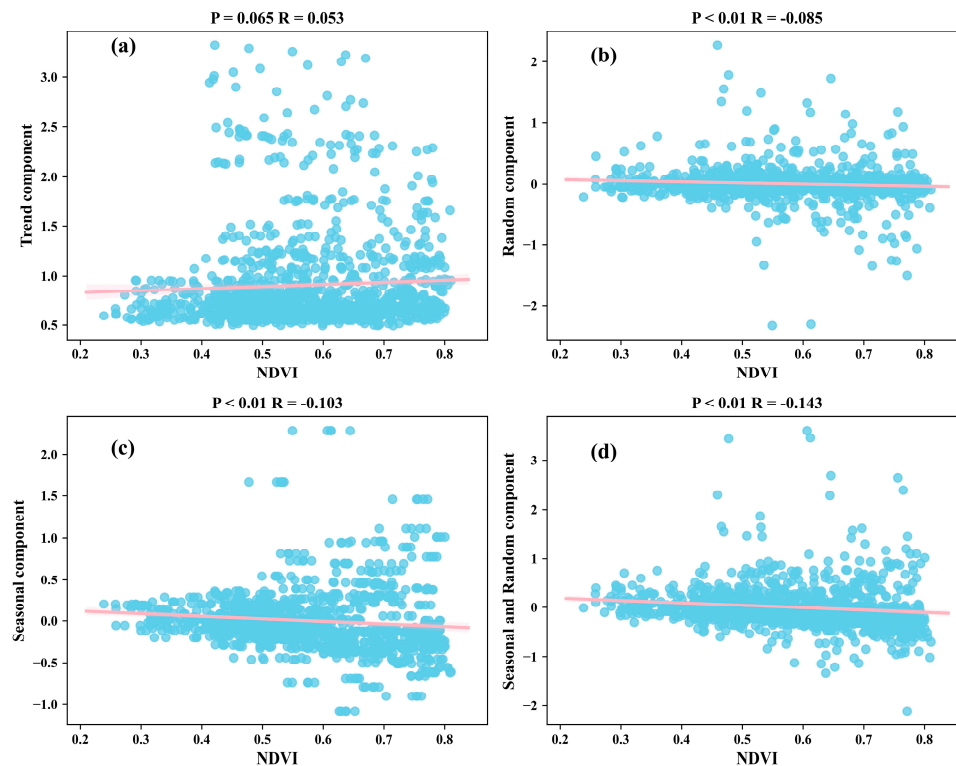 P = 0.065 R = 0.053
(a)
Trend component
3.0
2.5
2.0
1.5
1.0
0.5
0.2 0.3 0.4 0.5 0.6 0.7 0.8
NDVI
P < 0.01 R = -0.085
(b)
Random component
2
1
0
−1
−2
0.2 0.3 0.4 0.5 0.6 0.7 0.8
NDVI
P < 0.01 R = -0.103
(c)
Seasonal component
2.0
1.5
1.0
0.5
0.0
−0.5
−1.0
0.2 0.3 0.4 0.5 0.6 0.7 0.8
NDVI
P < 0.01 R = -0.143
(d)
Seasonal and Random component
3
2
1
0
−1
−2
0.2 0.3 0.4 0.5 0.6 0.7 0.8
NDVI